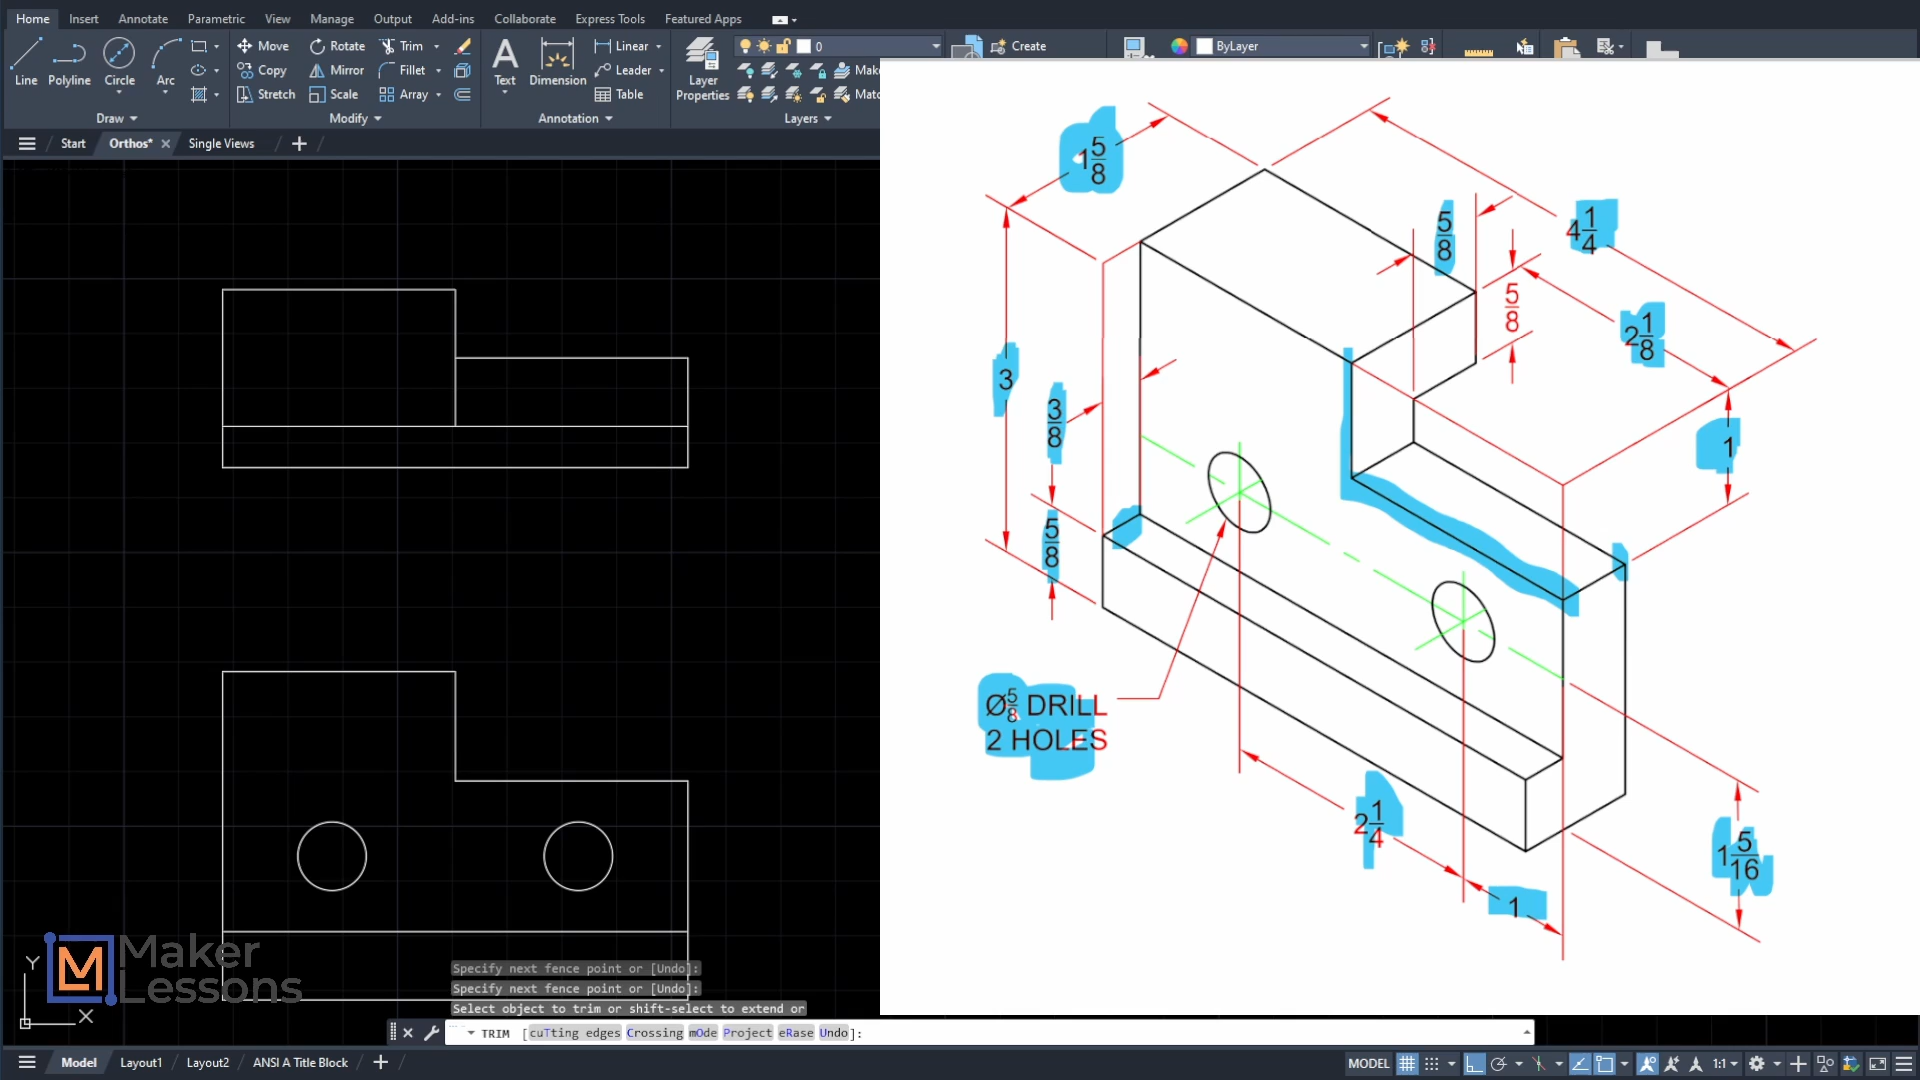 Home Insert Annotate Parametric View Manage Output Add-ins Collaborate Express Tools Featured Apps
Line Polyline Circle Arc
Move Rotate Trim
Copy Mirror Fillet
Stretch Scale Array
Text Dimension
Linear
Leader
Table
Layer
Properties
0
Make
Matc
Create
ByLayer
Draw Modify Annotation Layers
Start Orthos* Single Views
1 5/8
5/8
4 1/4
5/8
2 1/8
3
3/8
1
5/8
Ø5/8 DRILL
2 HOLES
2 1/4
1 5/16
1
Y
X
M
Maker
Lessons
Specify next fence point or [Undo]:
Specify next fence point or [Undo]:
Select object to trim or shift-select to extend or
TRIM [cuTting edges Crossing mOde Project eRase Undo]:
Model Layout1 Layout2 ANSI A Title Block
MODEL 1:1